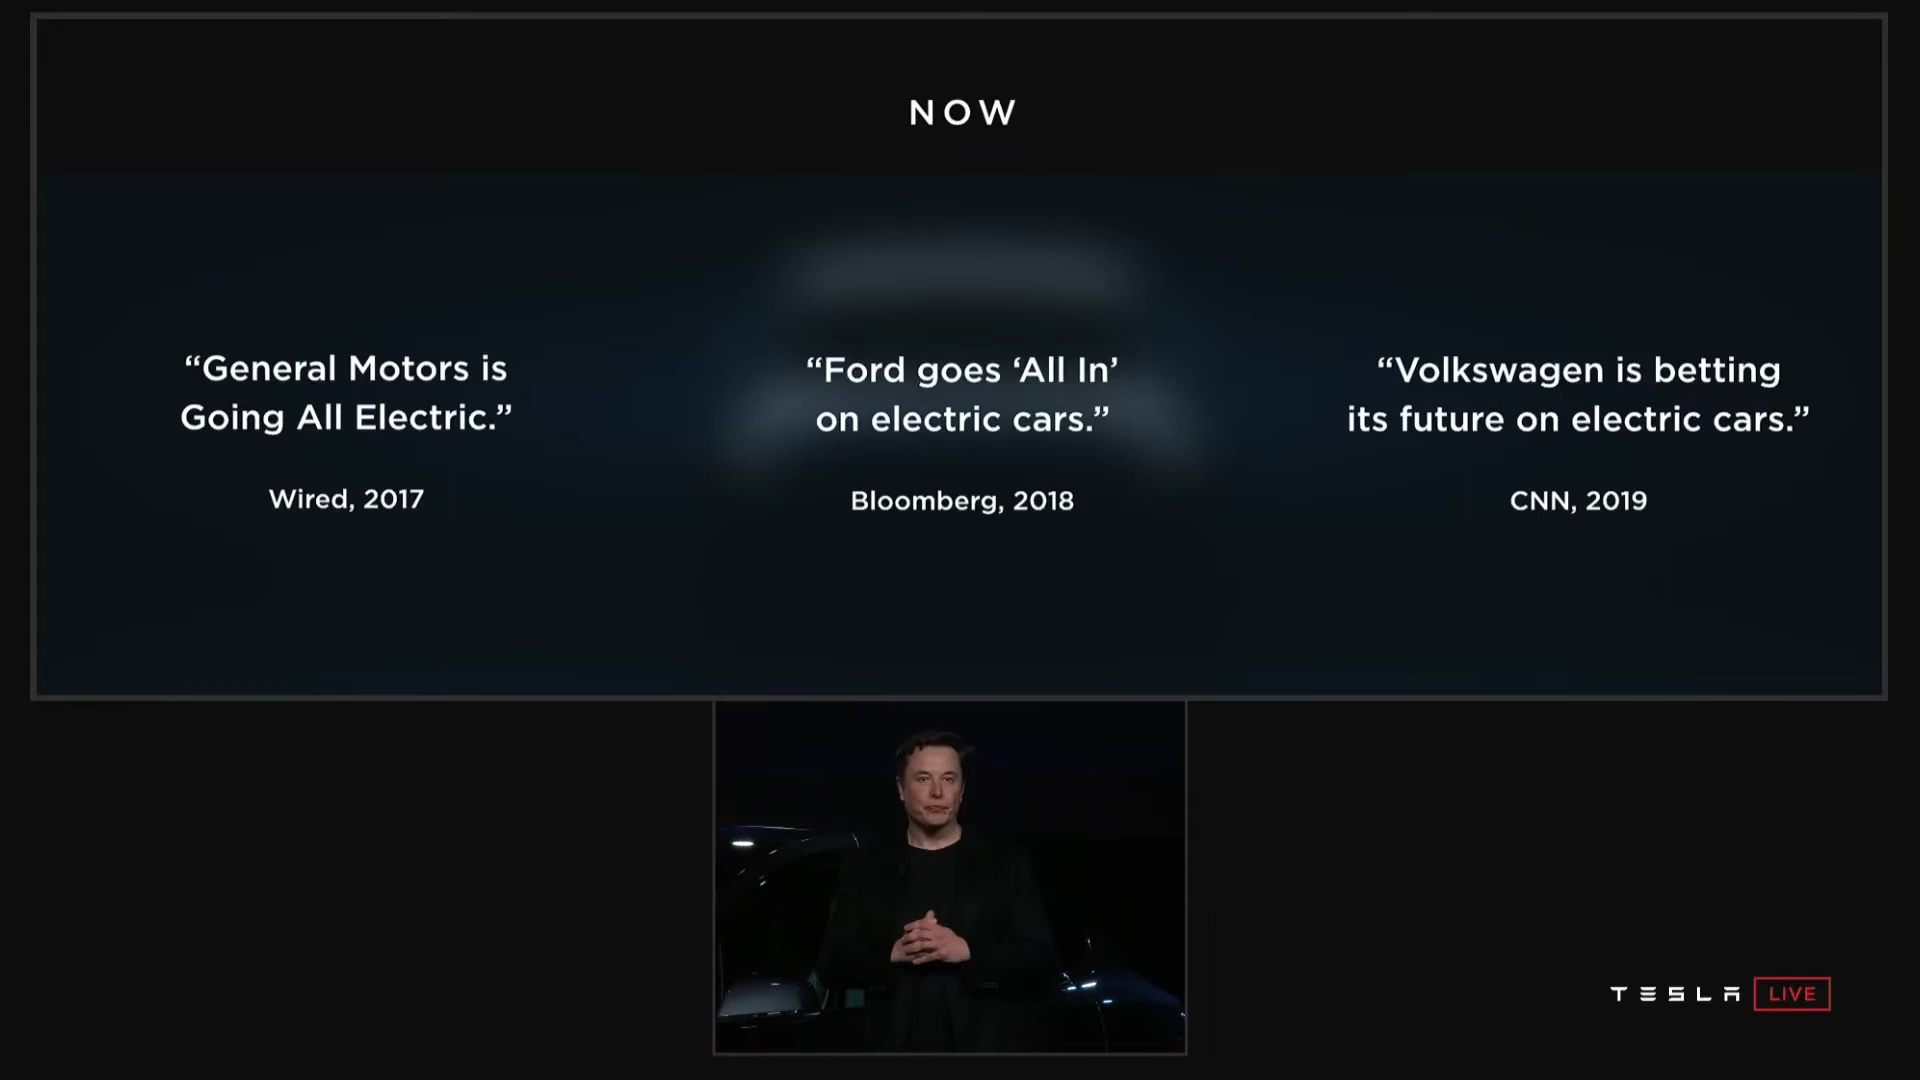 NOW
“General Motors is
Going All Electric.”
Wired, 2017
“Ford goes ‘All In’
on electric cars.”
Bloomberg, 2018
“Volkswagen is betting
its future on electric cars.”
CNN, 2019
TESLA LIVE